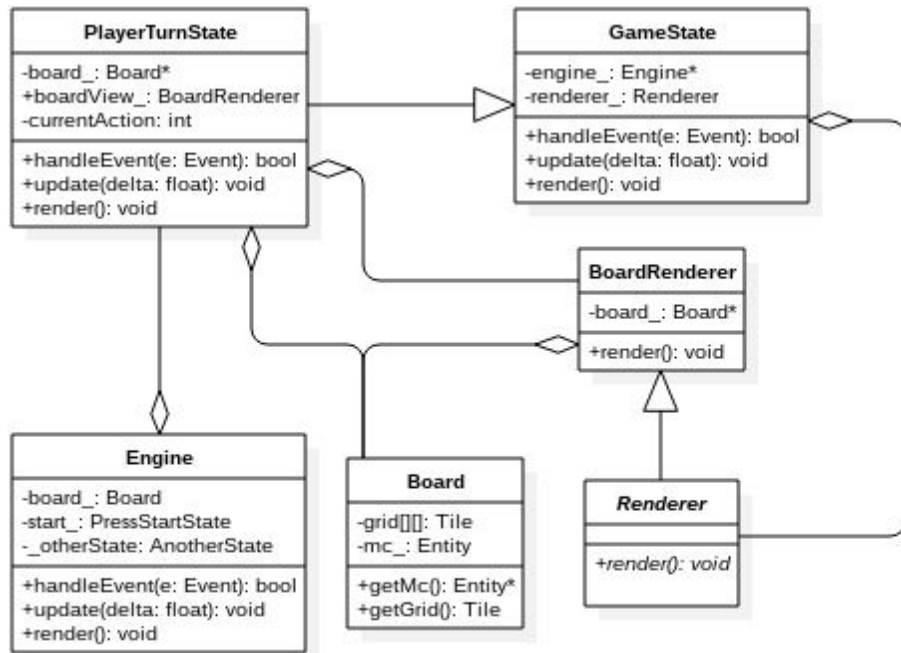 PlayerTurnState
-board_: Board*
+boardView_: BoardRenderer
-currentAction: int
+handleEvent(e: Event): bool
+update(delta: float): void
+render(): void
GameState
-engine_: Engine*
-renderer_: Renderer
+handleEvent(e: Event): bool
+update(delta: float): void
+render(): void
BoardRenderer
-board_: Board*
+render(): void
Engine
-board_: Board
-start_: PressStartState
-_otherState: AnotherState
+handleEvent(e: Event): bool
+update(delta: float): void
+render(): void
Board
-grid[][]: Tile
-mc_: Entity
+getMc(): Entity*
+getGrid(): Tile
Renderer
+render(): void